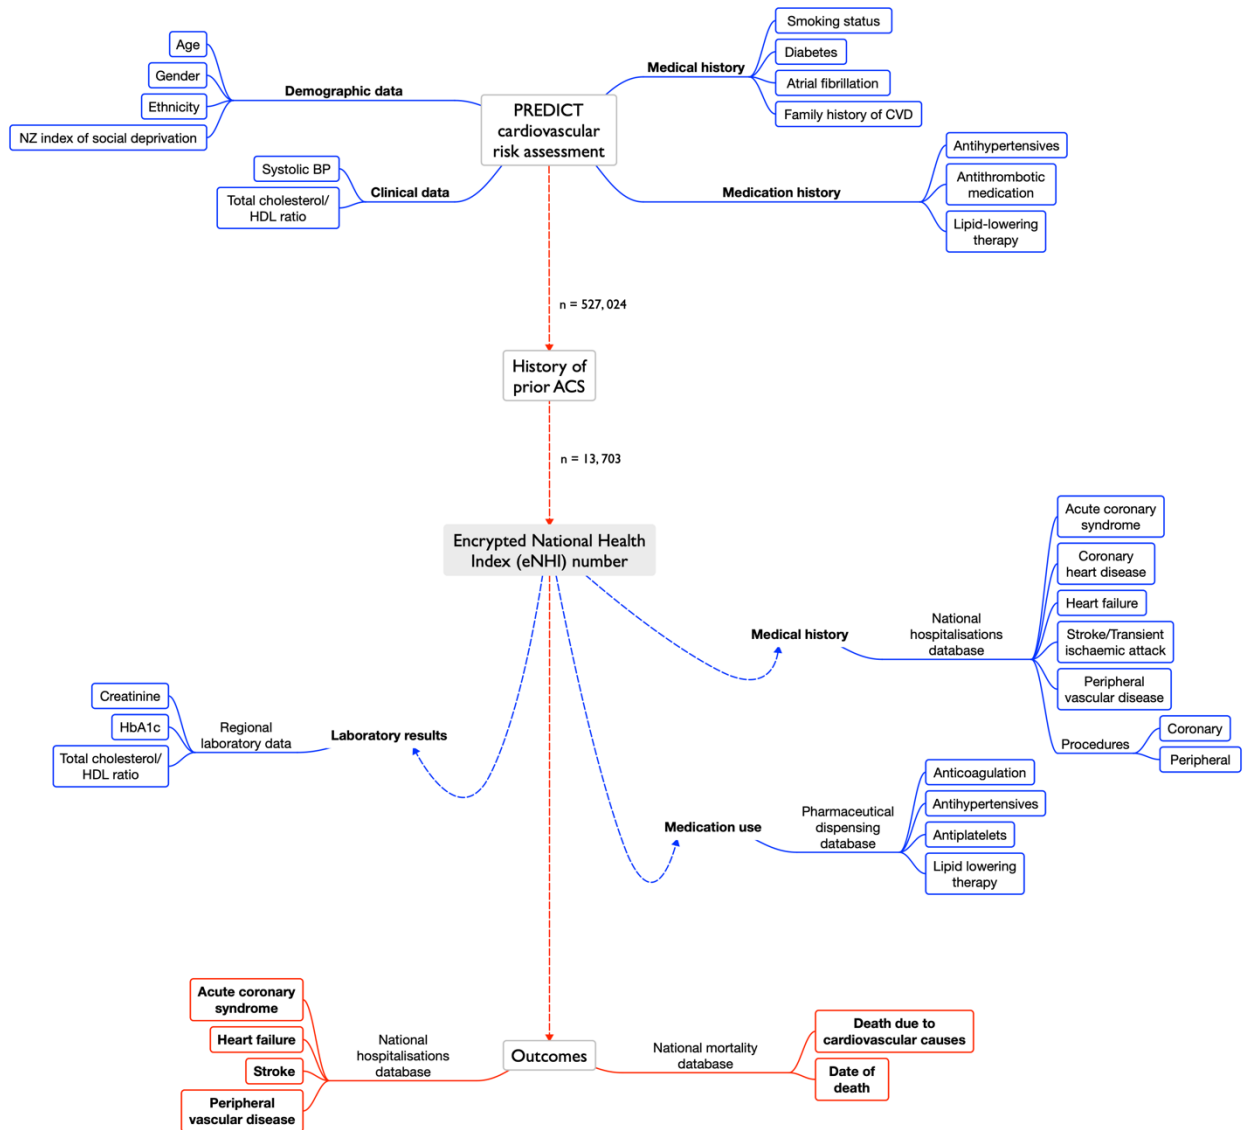 Age
Gender
Ethnicity
NZ index of social deprivation
Demographic data
Systolic BP
Total cholesterol/
HDL ratio
Clinical data
PREDICT
cardiovascular
risk assessment
Medical history
Smoking status
Diabetes
Atrial fibrillation
Family history of CVD
Medication history
Antihypertensives
Antithrombotic
medication
Lipid-lowering
therapy
n = 527, 024
History of
prior ACS
n = 13, 703
Encrypted National Health
Index (eNHI) number
Medical history
National
hospitalisations
database
Acute coronary
syndrome
Coronary
heart disease
Heart failure
Stroke/Transient
ischaemic attack
Peripheral
vascular disease
Procedures
Coronary
Peripheral
Creatinine
HbA1c
Total cholesterol/
HDL ratio
Regional
laboratory data
Laboratory results
Medication use
Pharmaceutical
dispensing
database
Anticoagulation
Antihypertensives
Antiplatelets
Lipid lowering
therapy
Acute coronary
syndrome
Heart failure
Stroke
Peripheral
vascular disease
National
hospitalisations
database
Outcomes
National mortality
database
Death due to
cardiovascular causes
Date of
death